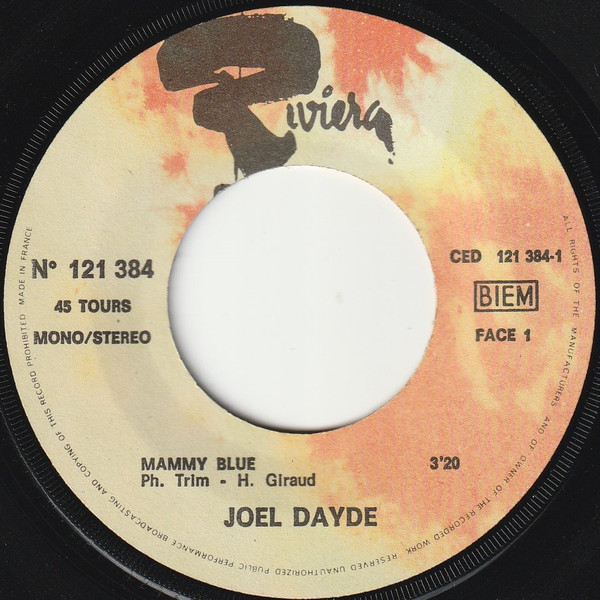 Riviera
Nº 121 384
45 TOURS
MONO/STEREO
CED 121 384-1
BIEM
FACE 1
MAMMY BLUE 3'20
Ph. Trim - H. Giraud
JOEL DAYDE
ALL RIGHTS OF THE MANUFACTURERS AND OF OWNER OF THE RECORDED WORK RESERVED UNAUTHORIZED PUBLIC PERFORMANCE BROADCASTING AND COPYING OF THIS RECORD PROHIBITED MADE IN FRANCE